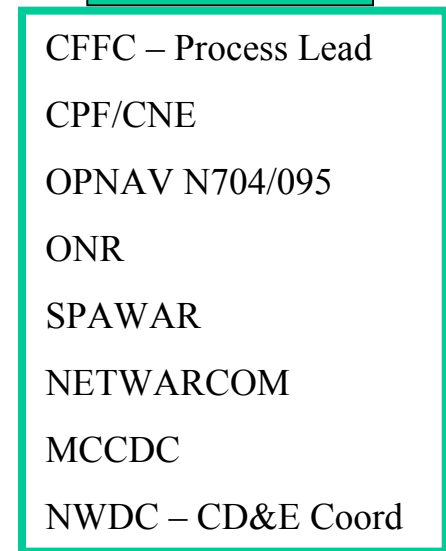 CFFC – Process Lead
CPF/CNE
OPNAV N704/095
ONR
SPAWAR
NETWARCOM
MCCDC
NWDC – CD&E Coord